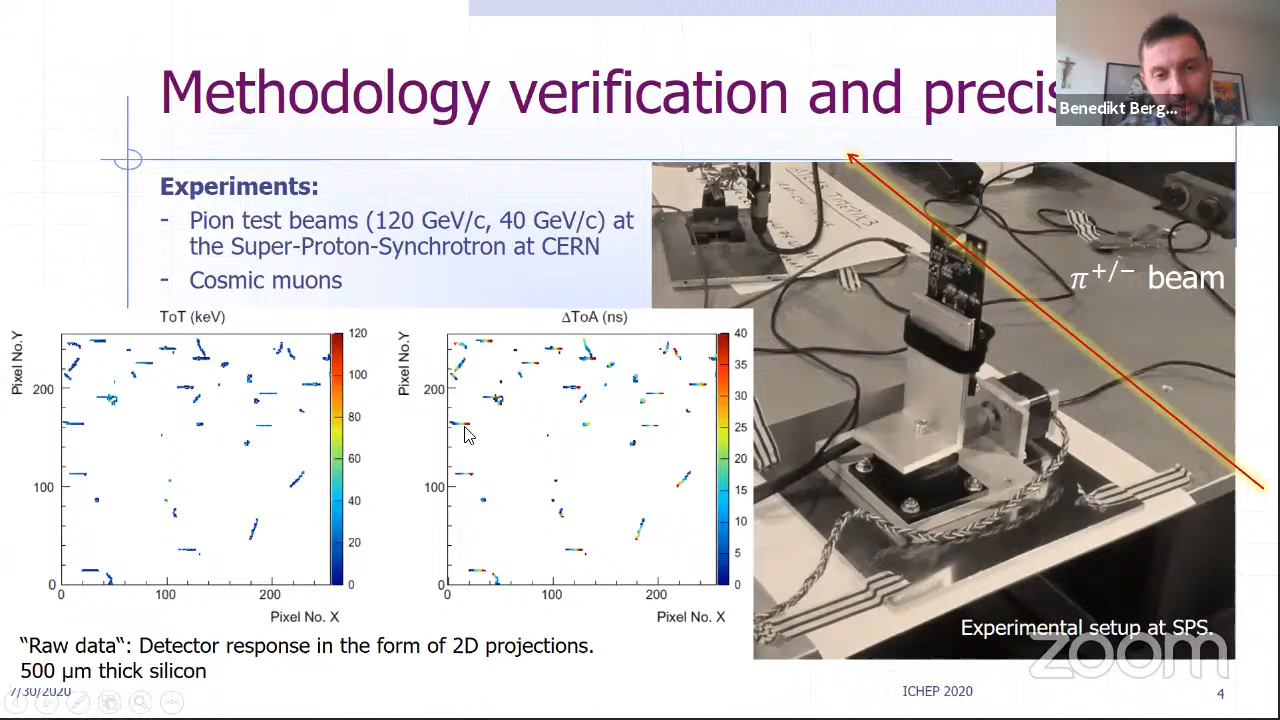 Methodology verification and precis
Benedikt Berg...
Experiments:
- Pion test beams (120 GeV/c, 40 GeV/c) at
the Super-Proton-Synchrotron at CERN
- Cosmic muons
π+/− beam
ToT (keV)
Pixel No.Y
200
100
0
0
100
200
Pixel No. X
120
100
80
60
40
20
0
ΔToA (ns)
Pixel No.Y
200
100
0
0
100
200
Pixel No. X
40
35
30
25
20
15
10
5
0
Experimental setup at SPS.
zoom
"Raw data": Detector response in the form of 2D projections.
500 µm thick silicon
7/30/2020
ICHEP 2020
4